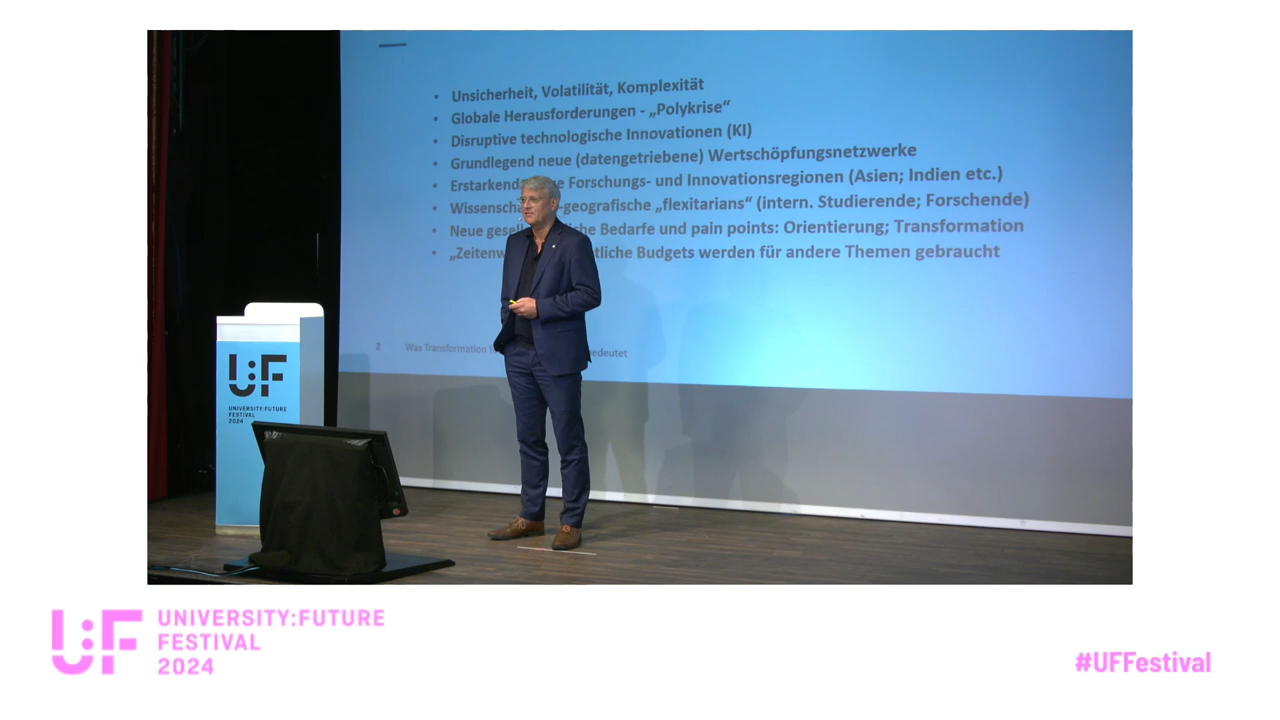 Unsicherheit, Volatilität, Komplexität
Globale Herausforderungen - „Polykrise“
Disruptive technologische Innovationen (KI)
Grundlegend neue (datengetriebene) Wertschöpfungsnetzwerke
Forschungs- und Innovationsregionen (Asien; Indien etc.)
geografische „flexitarians“ (intern. Studierende; Forschende)
Neue Bedarfe und pain points: Orientierung; Transformation
Budgets werden für andere Themen gebraucht
2 Was Transformation
U:F
UNIVERSITY:FUTURE
FESTIVAL
2024
U:F
UNIVERSITY:FUTURE
FESTIVAL
2024
#UFFestival